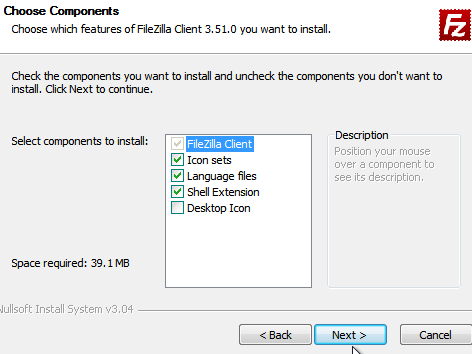 Choose Components
Choose which features of FileZilla Client 3.51.0 you want to install.
Fz
Check the components you want to install and uncheck the components you don't want to
install. Click Next to continue.
Select components to install:
FileZilla Client
Icon sets
Language files
Shell Extension
Desktop Icon
Description
Position your mouse
over a component to
see its description.
Space required: 39.1 MB
Nullsoft Install System v3.04
< Back
Next >
Cancel